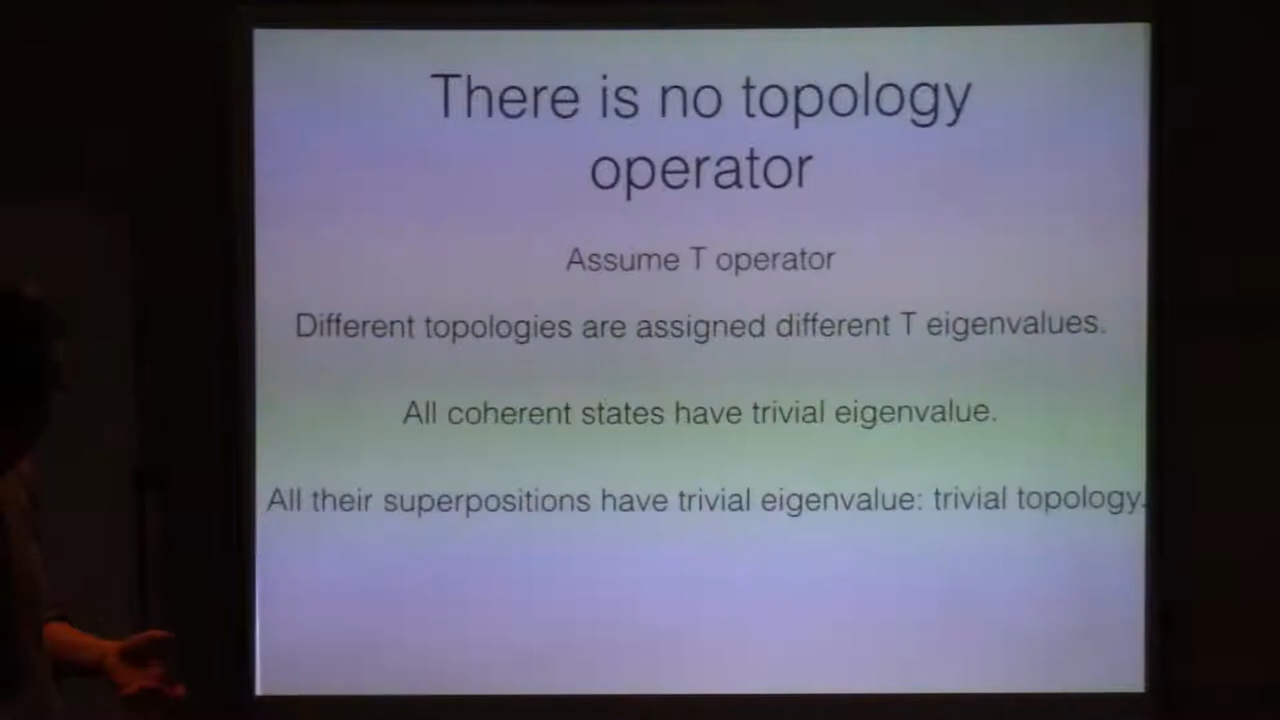 There is no topology
operator
Assume T operator
Different topologies are assigned different T eigenvalues.
All coherent states have trivial eigenvalue.
All their superpositions have trivial eigenvalue: trivial topology.